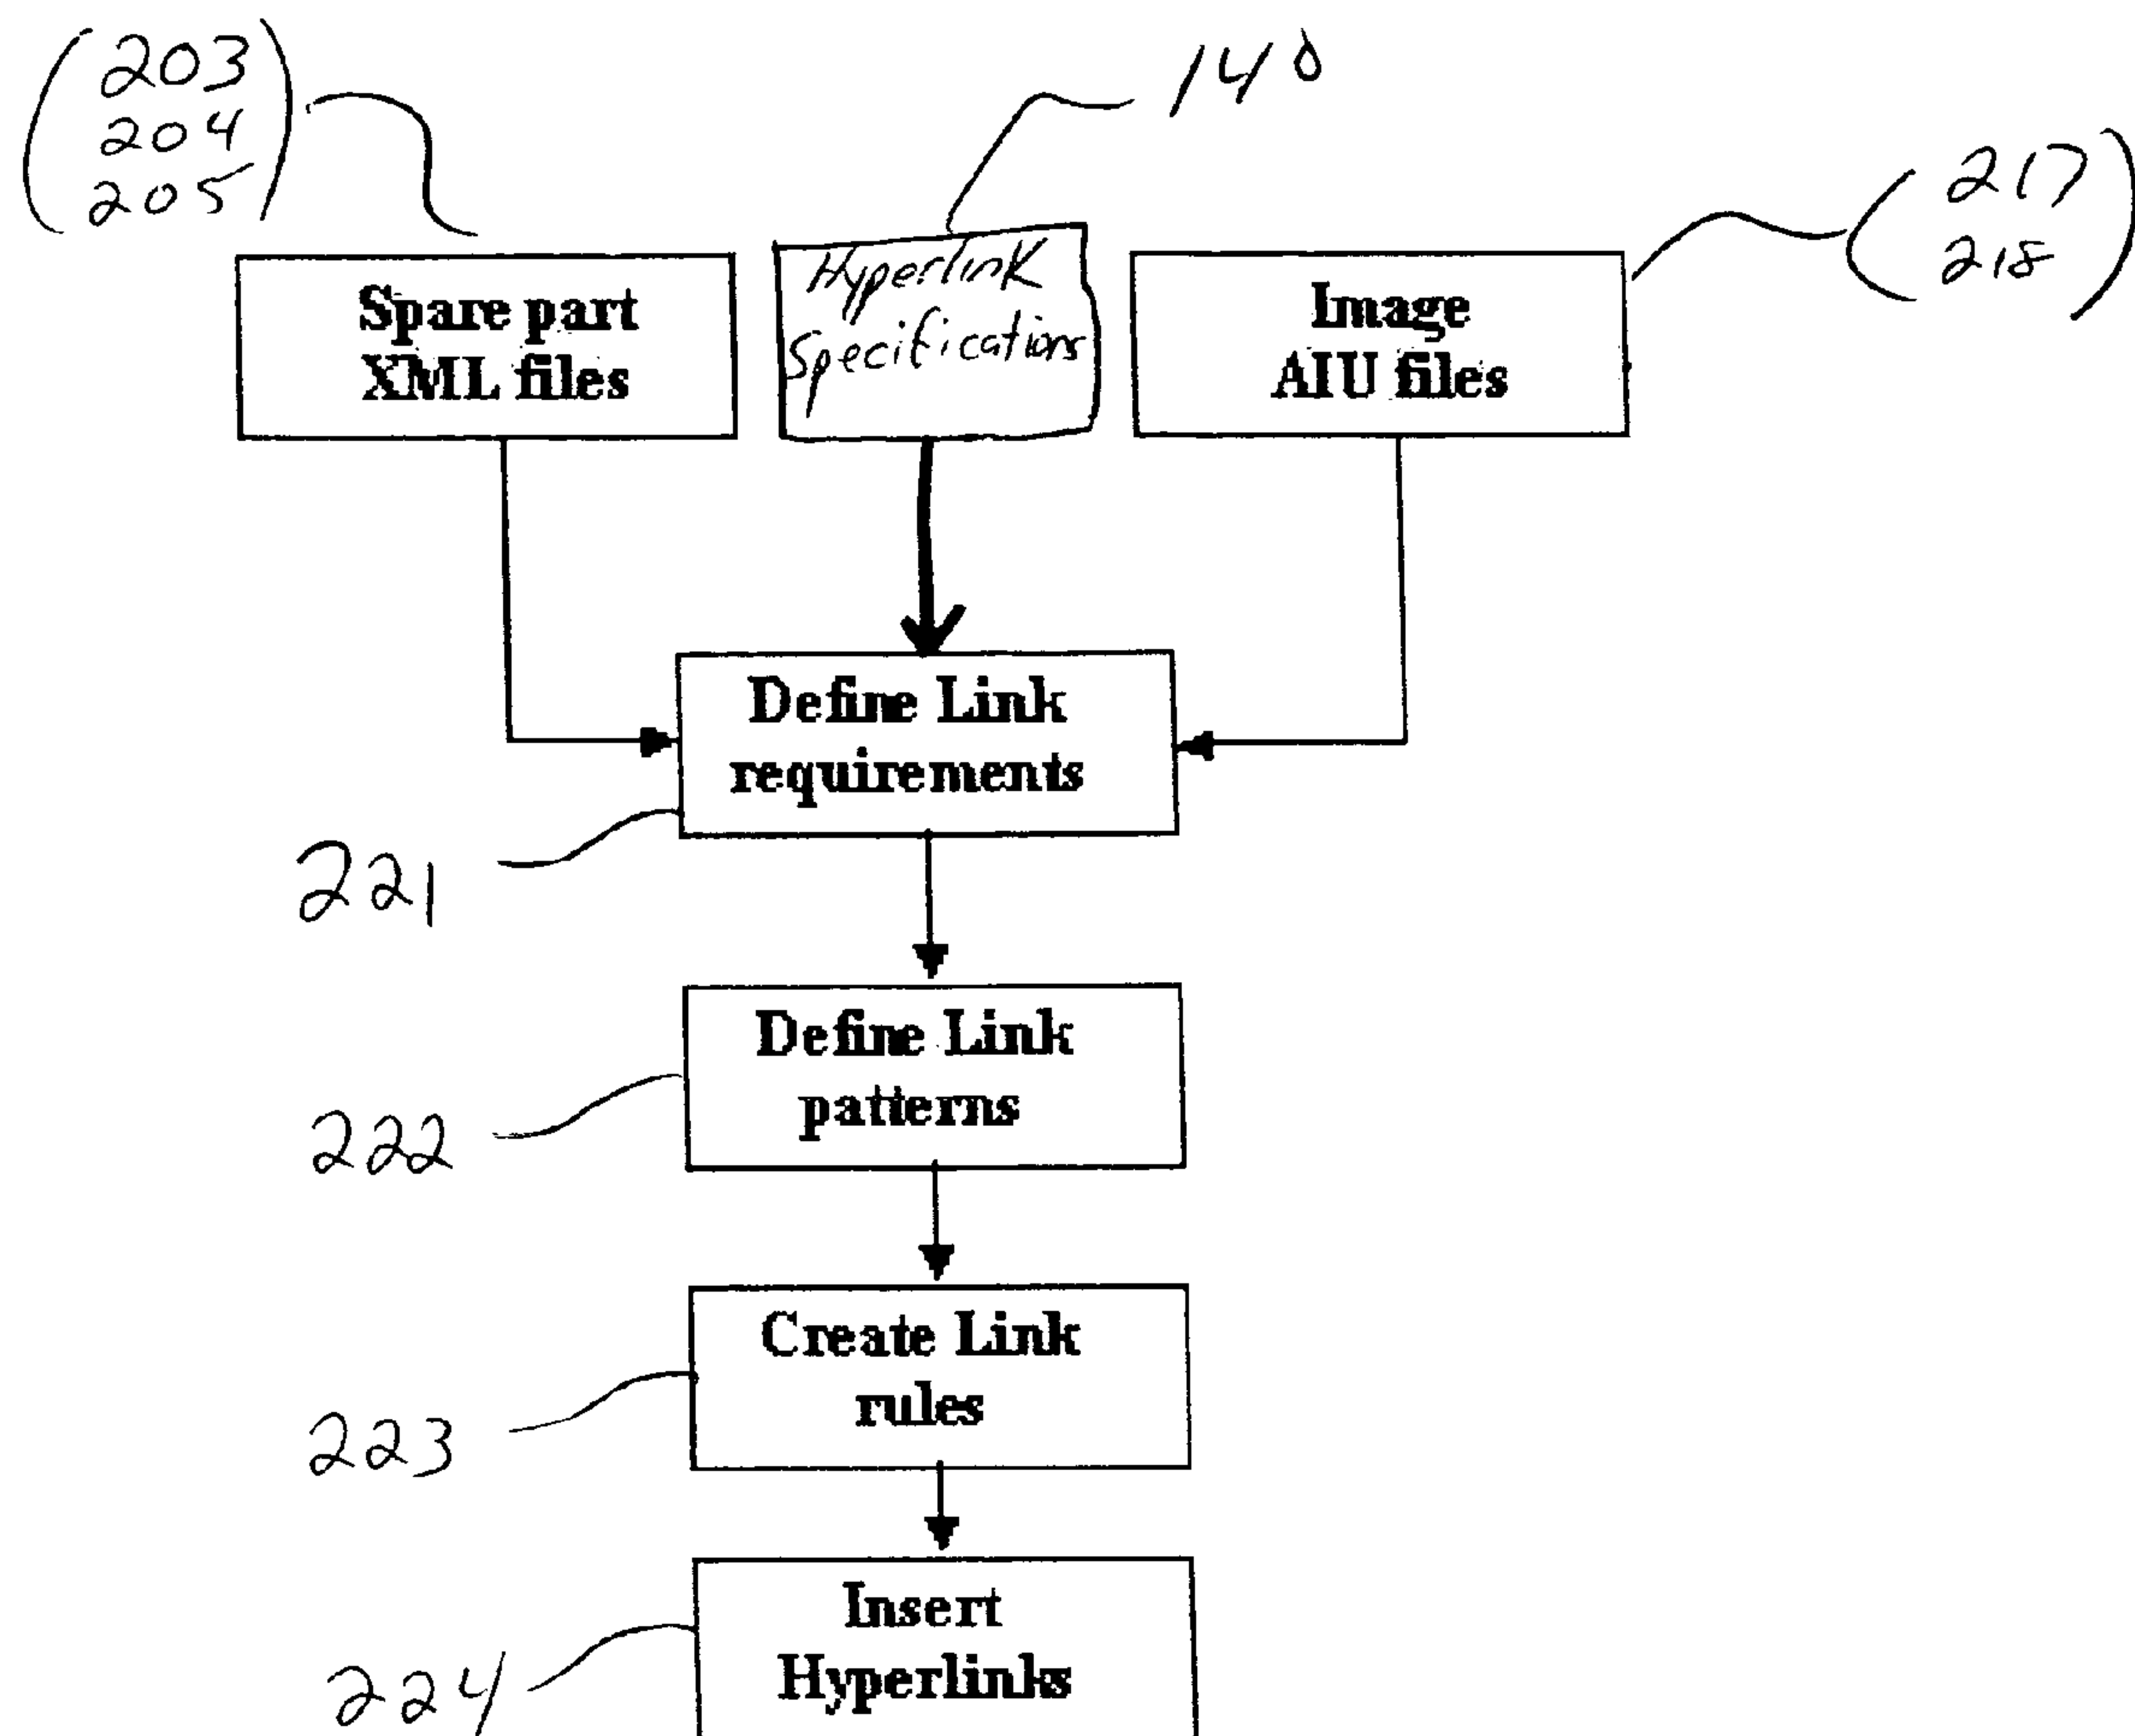 203
204
205
140
217
218
Spare part
XML files
Hyperlink
Specifications
Image
AIU files
Define Link
requirements
221
Define Link
patterns
222
Create Link
rules
223
Insert
Hyperlinks
224